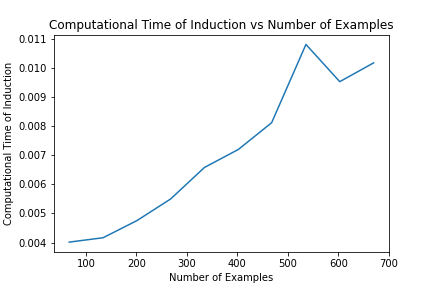 Computational Time of Induction vs Number of Examples
Computational Time of Induction
0.011
0.010
0.009
0.008
0.007
0.006
0.005
0.004
100 200 300 400 500 600 700
Number of Examples